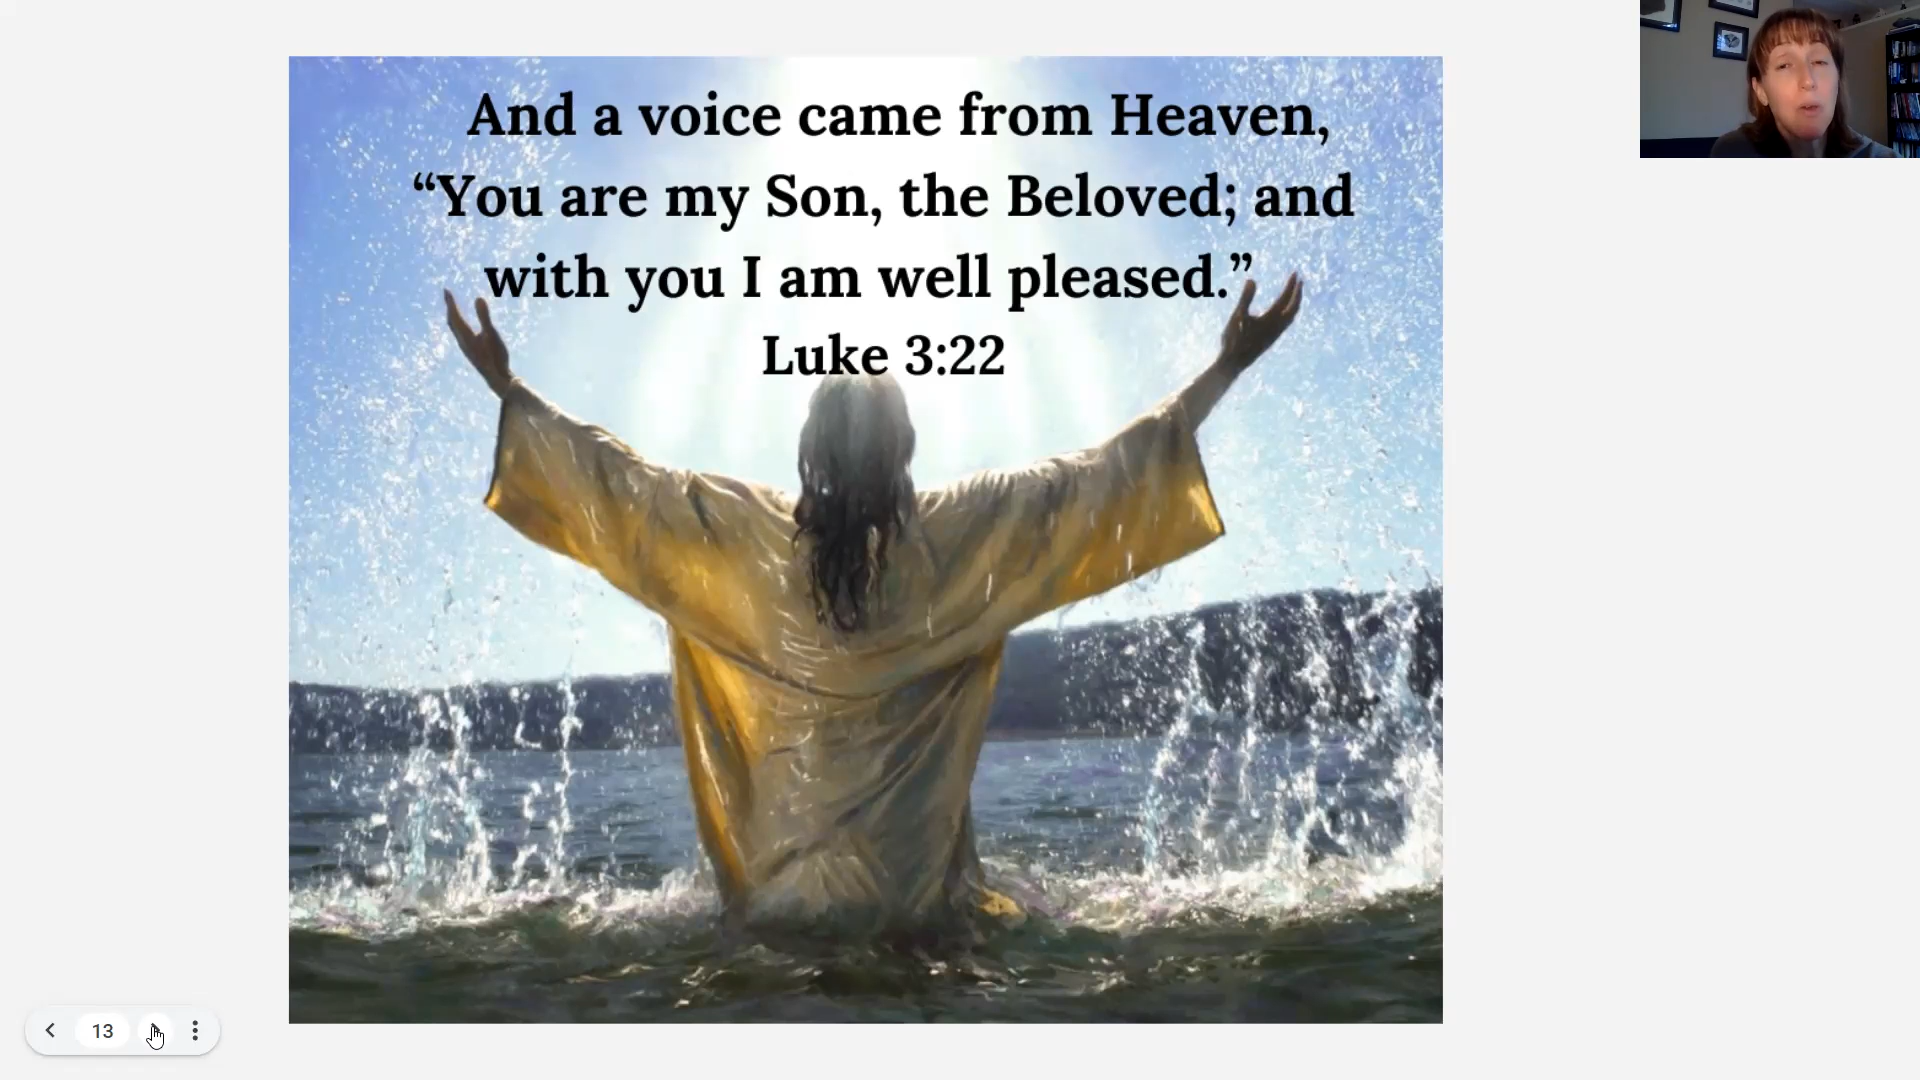 And a voice came from Heaven,
“You are my Son, the Beloved; and
with you I am well pleased.”
Luke 3:22
13